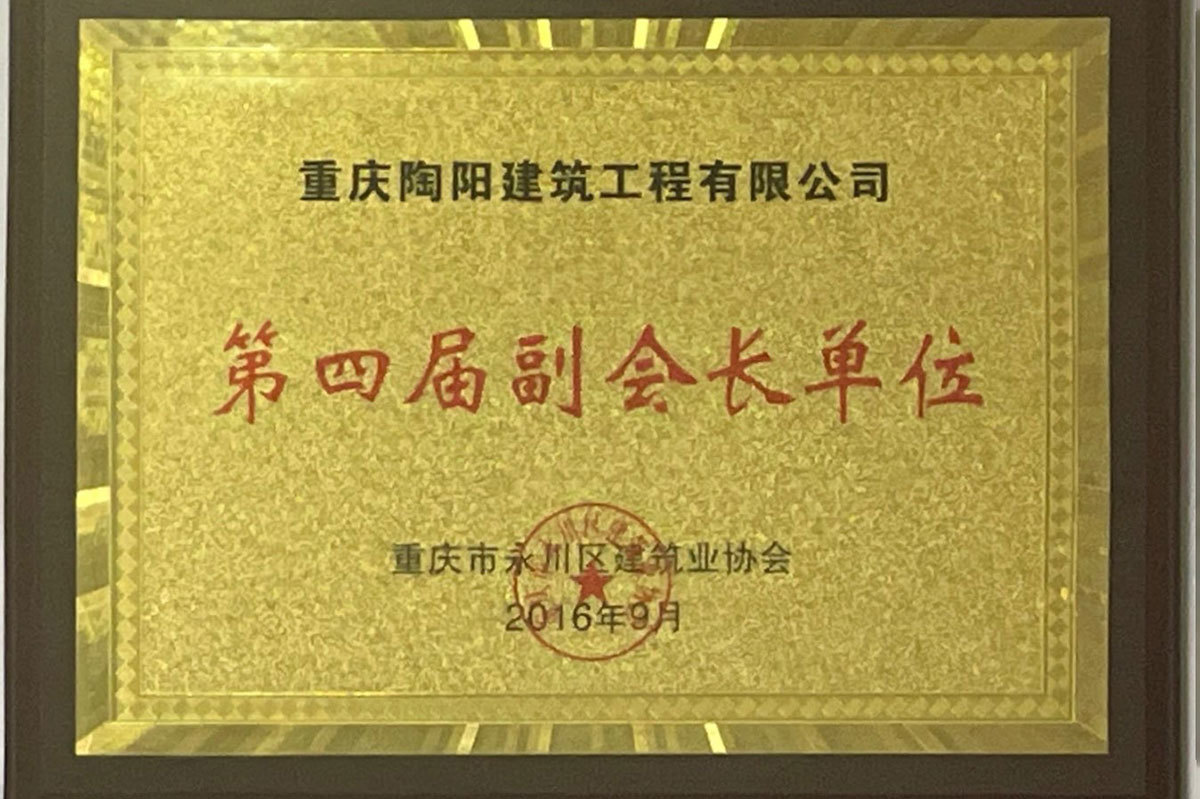 重庆陶阳建筑工程有限公司
第四届副会长单位
重庆市永川区建筑业协会
2016年9月